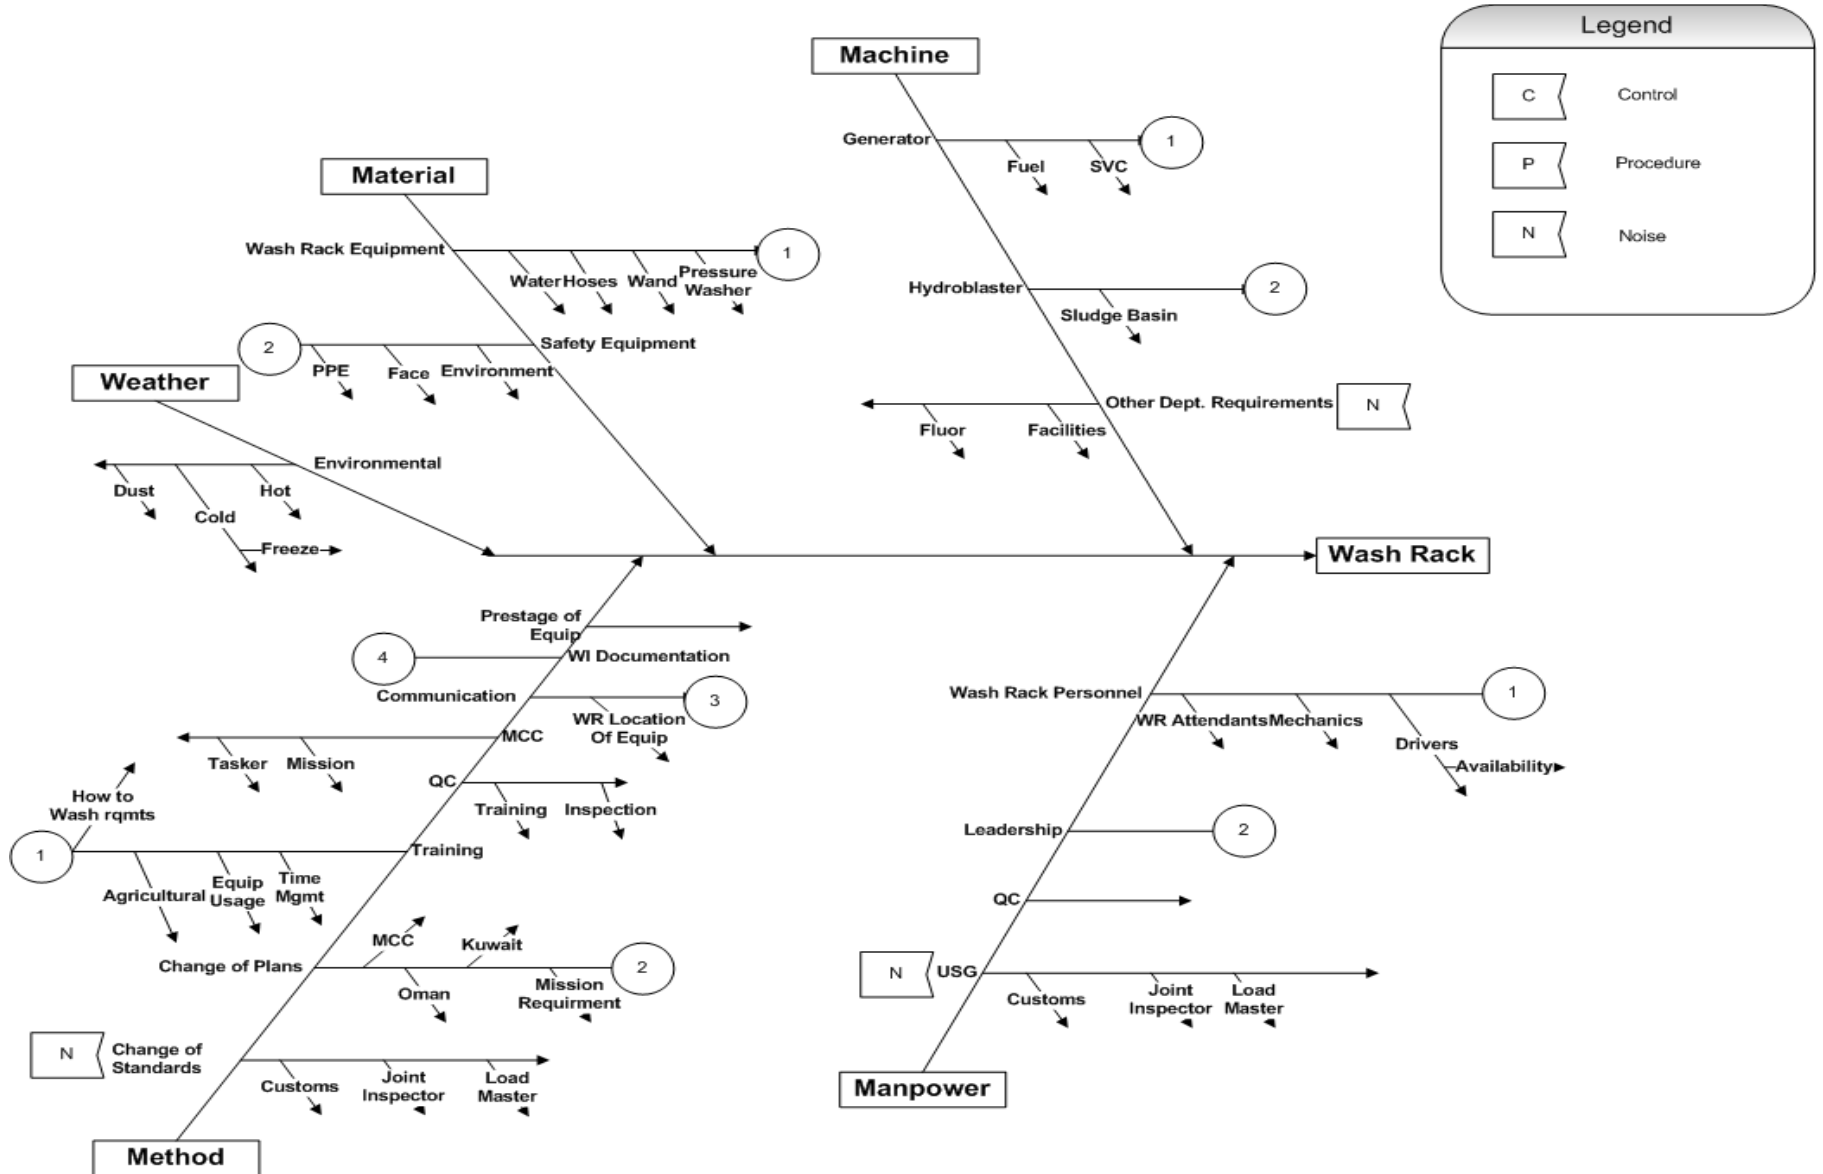 Legend
C
Control
P
Procedure
N
Noise
Machine
Generator
1
Fuel
SVC
Hydroblaster
2
Sludge Basin
Other Dept. Requirements
N
Fluor
Facilities
Material
Wash Rack Equipment
1
Water
Hoses
Wand
Pressure
Washer
2
Safety Equipment
PPE
Face
Environment
Weather
Environmental
Dust
Cold
Hot
Freeze
Wash Rack
Prestage of
Equip
4
WI Documentation
Communication
3
WR Location
Of Equip
MCC
Tasker
Mission
QC
Training
Inspection
How to
Wash rqmts
1
Training
Agricultural
Equip
Usage
Time
Mgmt
Change of Plans
MCC
Kuwait
2
Oman
Mission
Requirment
N
Change of
Standards
Customs
Joint
Inspector
Load
Master
Method
Wash Rack Personnel
1
WR Attendants
Mechanics
Drivers
Availability
Leadership
2
QC
N
USG
Customs
Joint
Inspector
Load
Master
Manpower